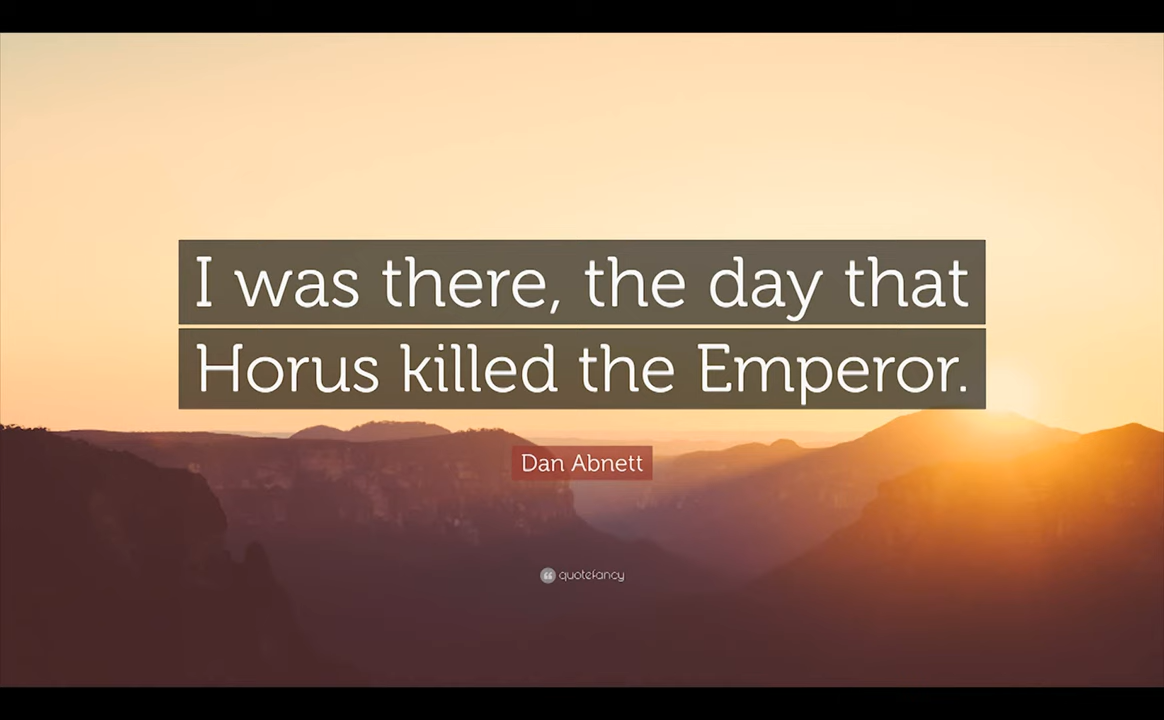 I was there, the day that
Horus killed the Emperor.
Dan Abnett
quotefancy